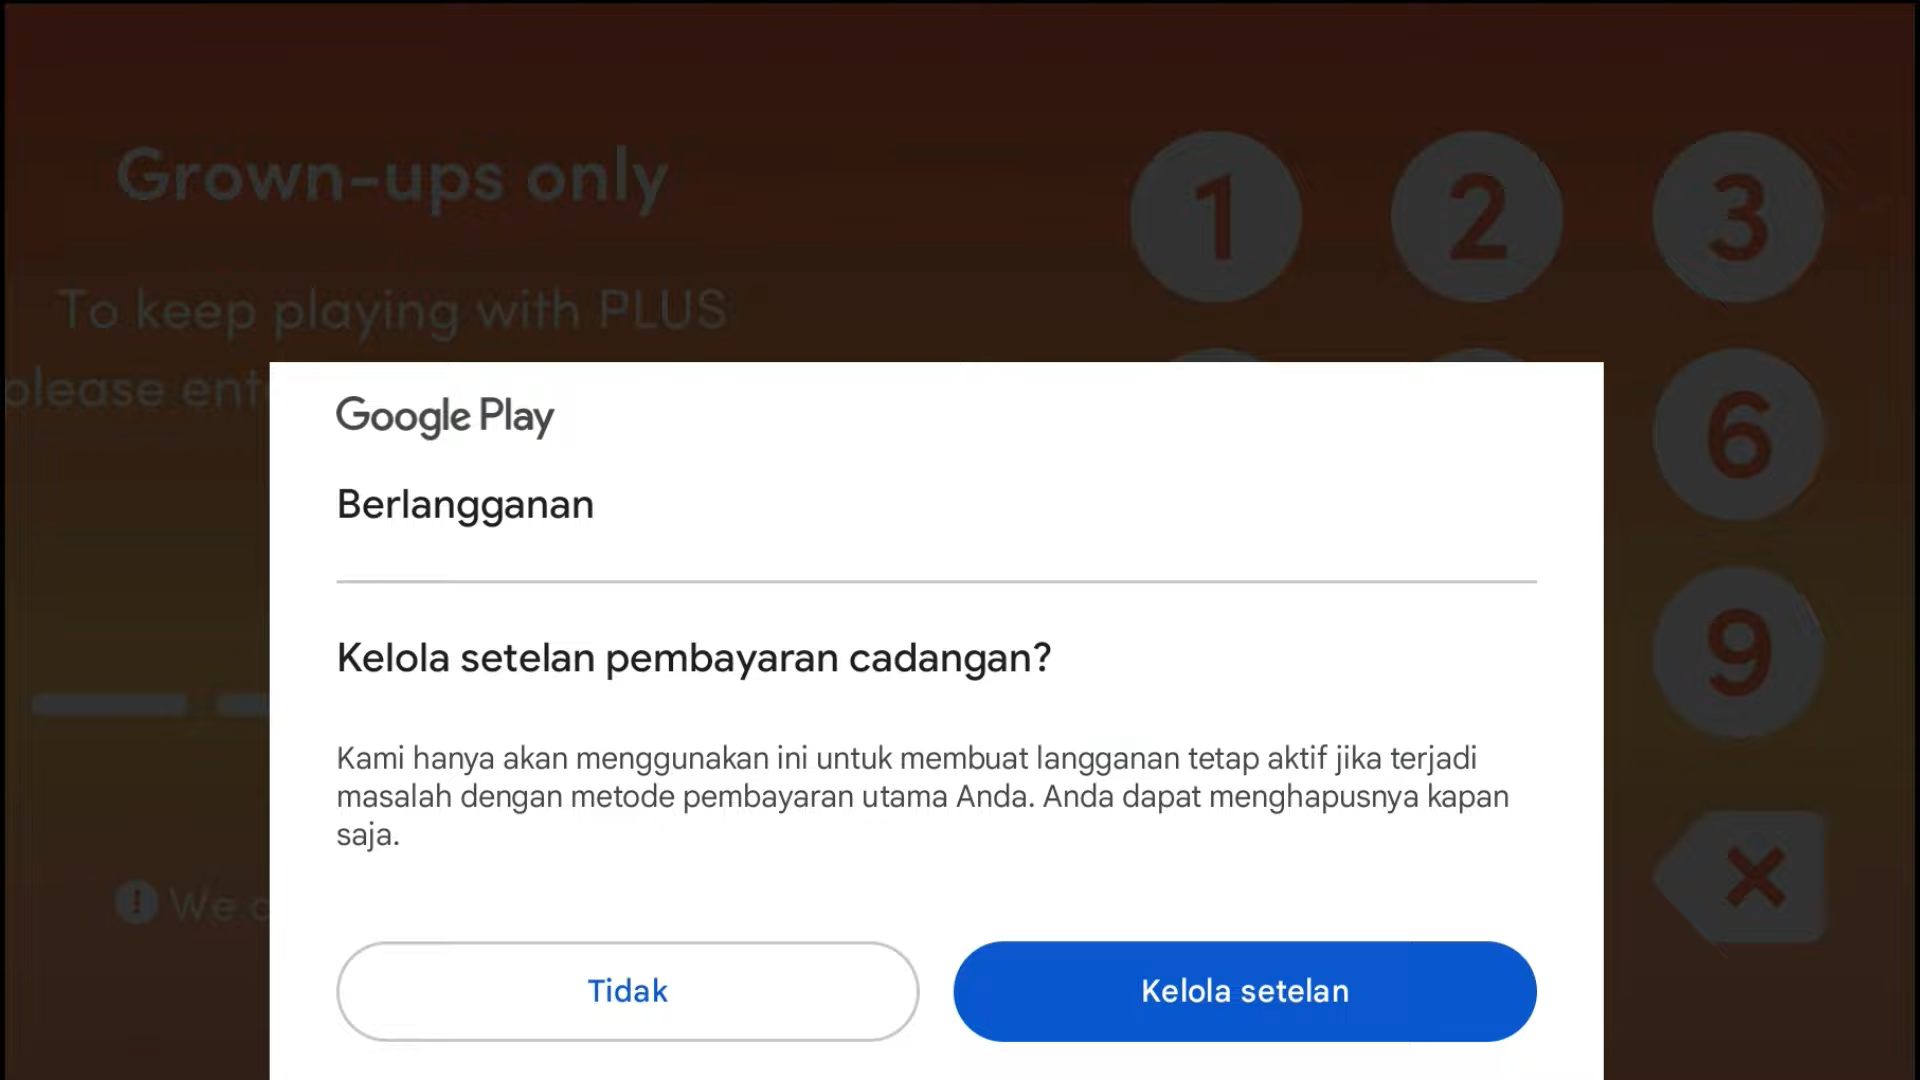 Grown-ups only
To keep playing with PLUS
please
1 2 3
6
9
Google Play
Berlangganan
Kelola setelan pembayaran cadangan?
Kami hanya akan menggunakan ini untuk membuat langganan tetap aktif jika terjadi
masalah dengan metode pembayaran utama Anda. Anda dapat menghapusnya kapan
saja.
We
Tidak
Kelola setelan